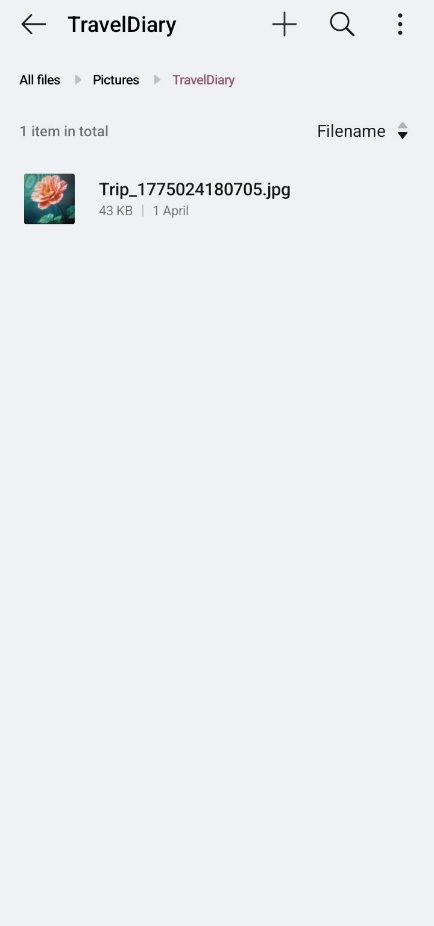 TravelDiary
All files Pictures TravelDiary
1 item in total Filename
Trip_1775024180705.jpg
43 KB | 1 April